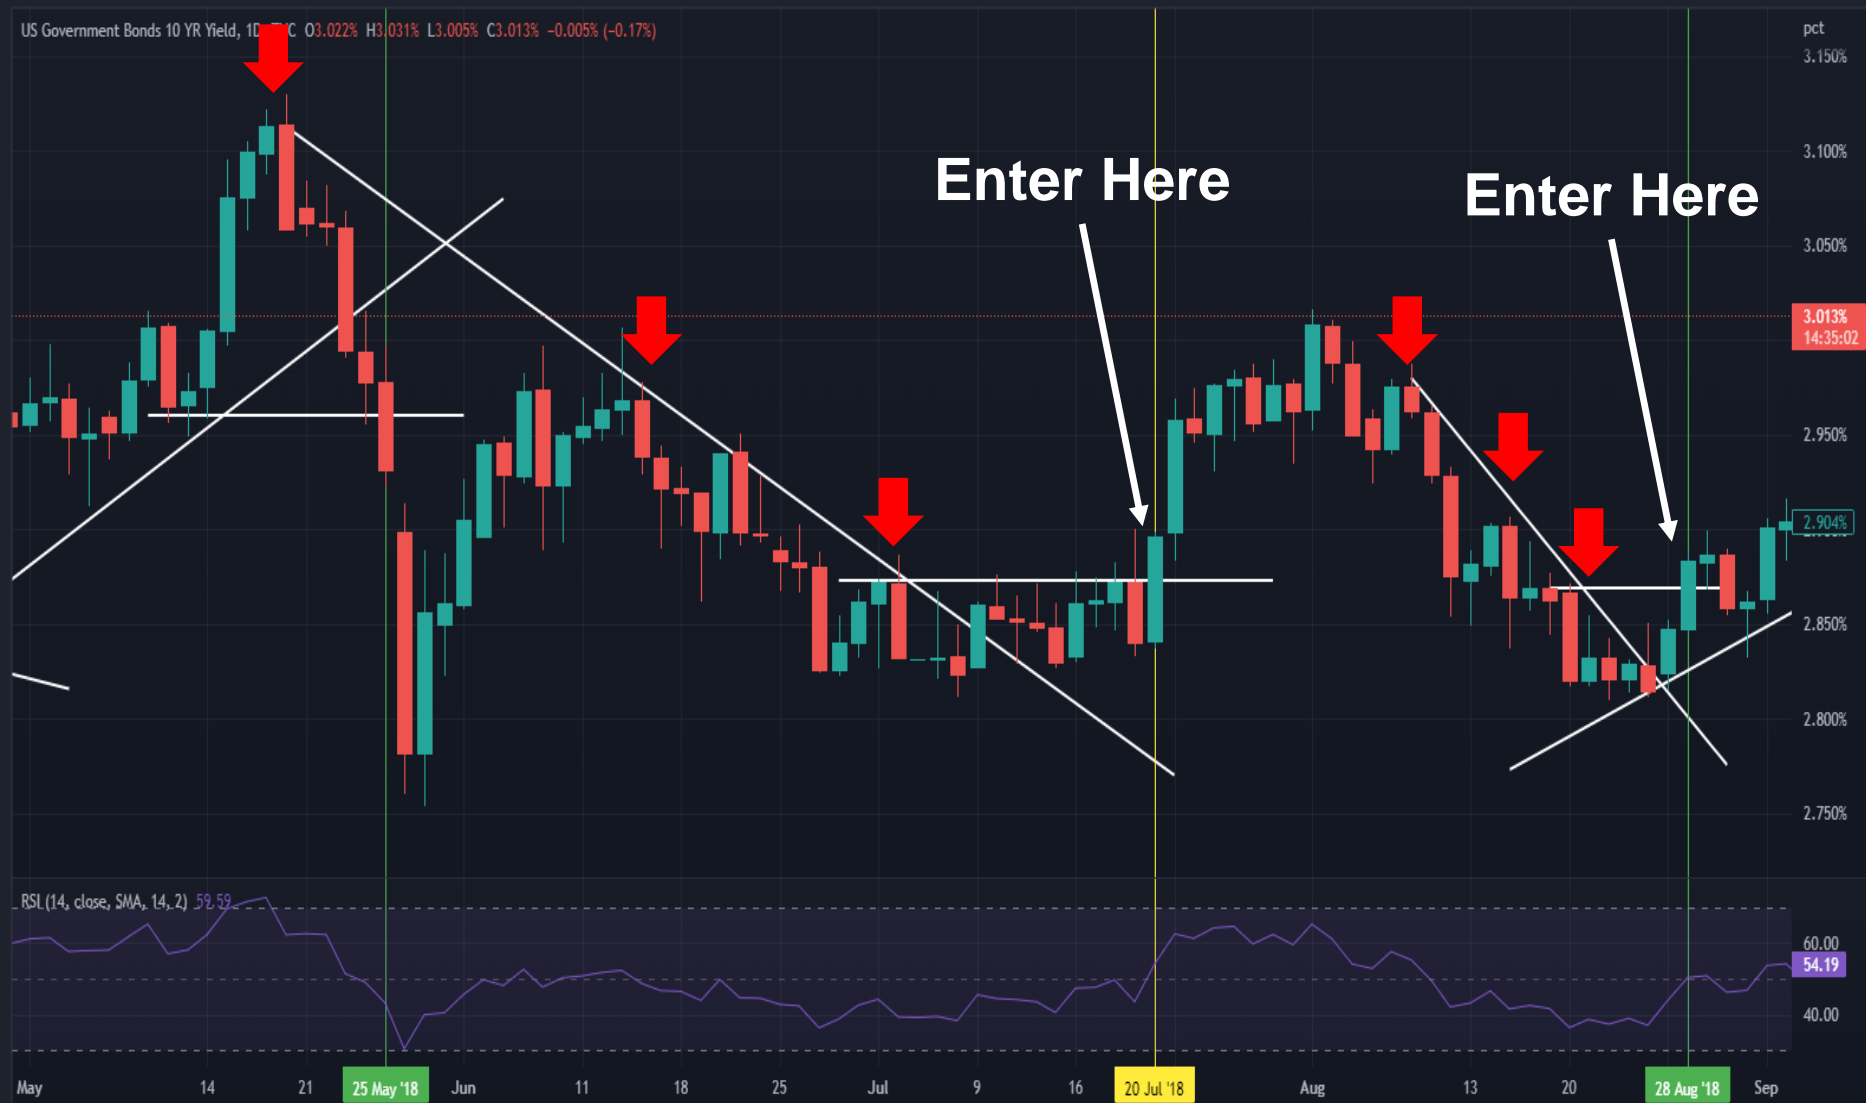 US Government Bonds 10 YR Yield, 1D, TVC O3.022% H3.031% L3.005% C3.013% −0.005% (−0.17%)
pct
3.150%
3.100%
Enter Here
Enter Here
3.050%
3.013%
14:35:02
2.950%
2.904%
2.850%
2.800%
2.750%
RSI (14, close, SMA, 14, 2) 59.59
60.00
54.19
40.00
May 14 21 25 May '18 Jun 11 18 25 Jul 9 16 20 Jul '18 Aug 13 20 28 Aug '18 Sep